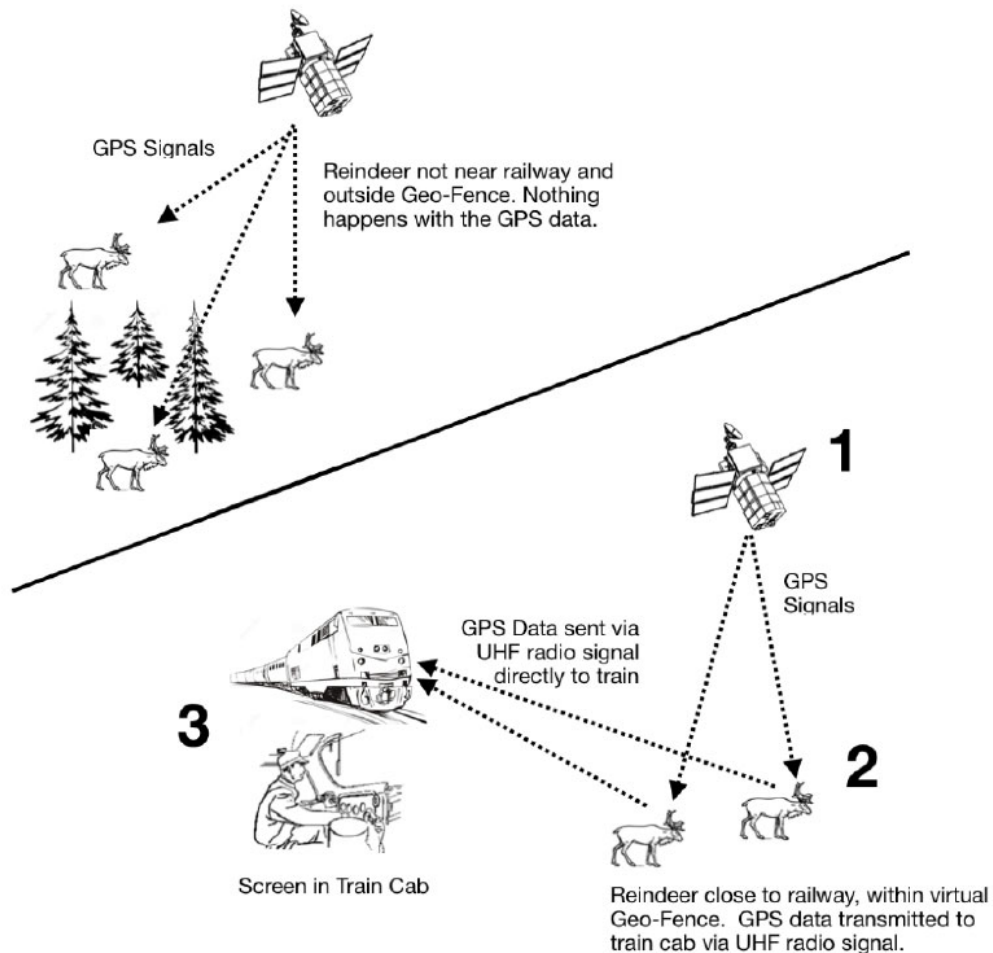 GPS Signals
Reindeer not near railway and
outside Geo-Fence. Nothing
happens with the GPS data.
1
GPS
Signals
GPS Data sent via
UHF radio signal
directly to train
3
2
Screen in Train Cab
Reindeer close to railway, within virtual
Geo-Fence.  GPS data transmitted to
train cab via UHF radio signal.